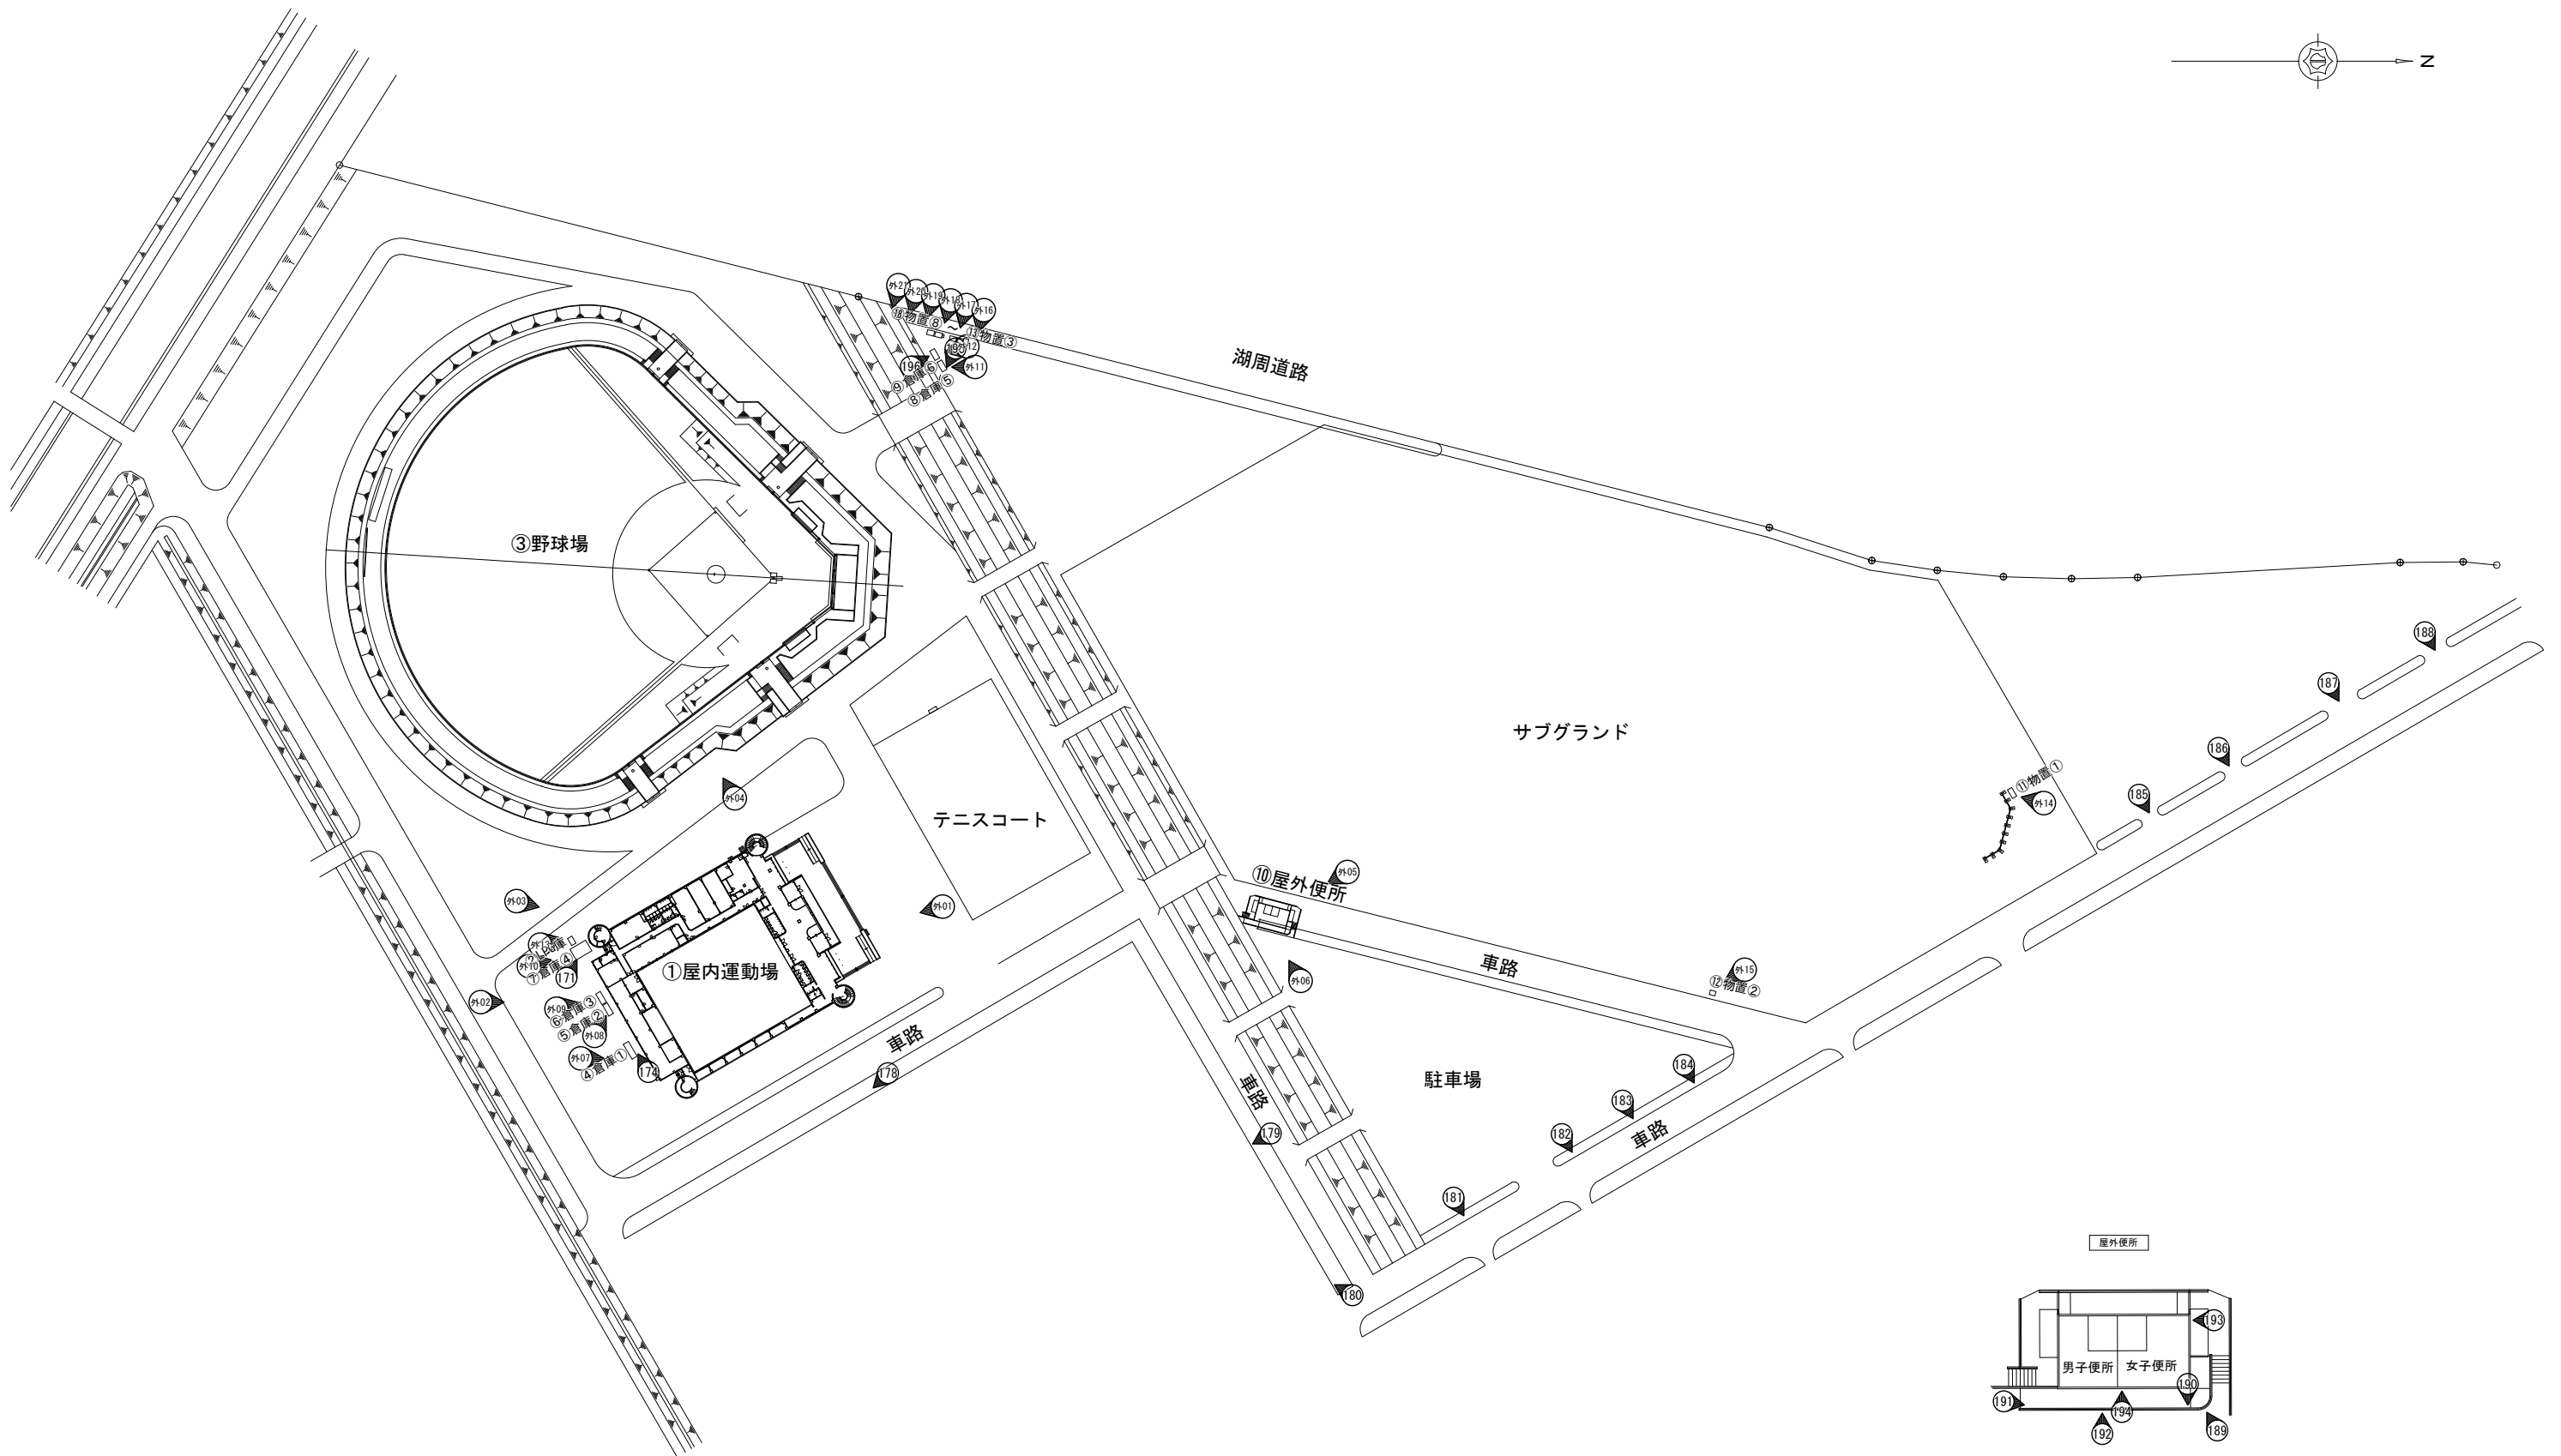 N
外21
外20
外19
外18
外17
外16
⑱物置⑧
～
⑬物置③
外12
196
外11
⑨倉庫⑥
⑧倉庫⑤
湖周道路
③野球場
188
187
サブグランド
186
185
⑪物置①
外14
外04
テニスコート
外03
外01
⑩屋外便所
外05
外13
外10
⑦倉庫④
171
①屋内運動場
車路
外06
外15
⑫物置②
外02
外09
⑥倉庫③
⑤倉庫②
外08
外07
④倉庫①
174
車路
178
車路
駐車場
184
183
182
車路
179
181
180
屋外便所
193
男子便所
女子便所
190
191
194
192
189